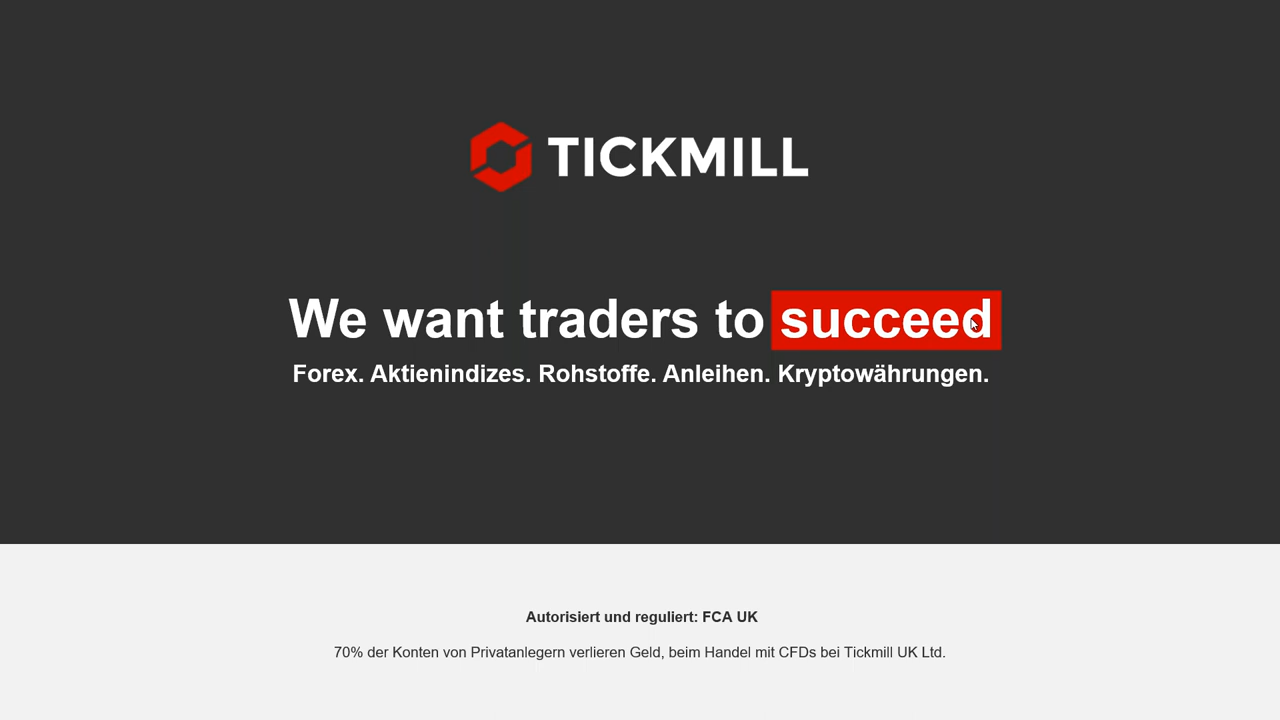 TICKMILL
We want traders to succeed
Forex. Aktienindizes. Rohstoffe. Anleihen. Kryptowährungen.
Autorisiert und reguliert: FCA UK
70% der Konten von Privatanlegern verlieren Geld, beim Handel mit CFDs bei Tickmill UK Ltd.